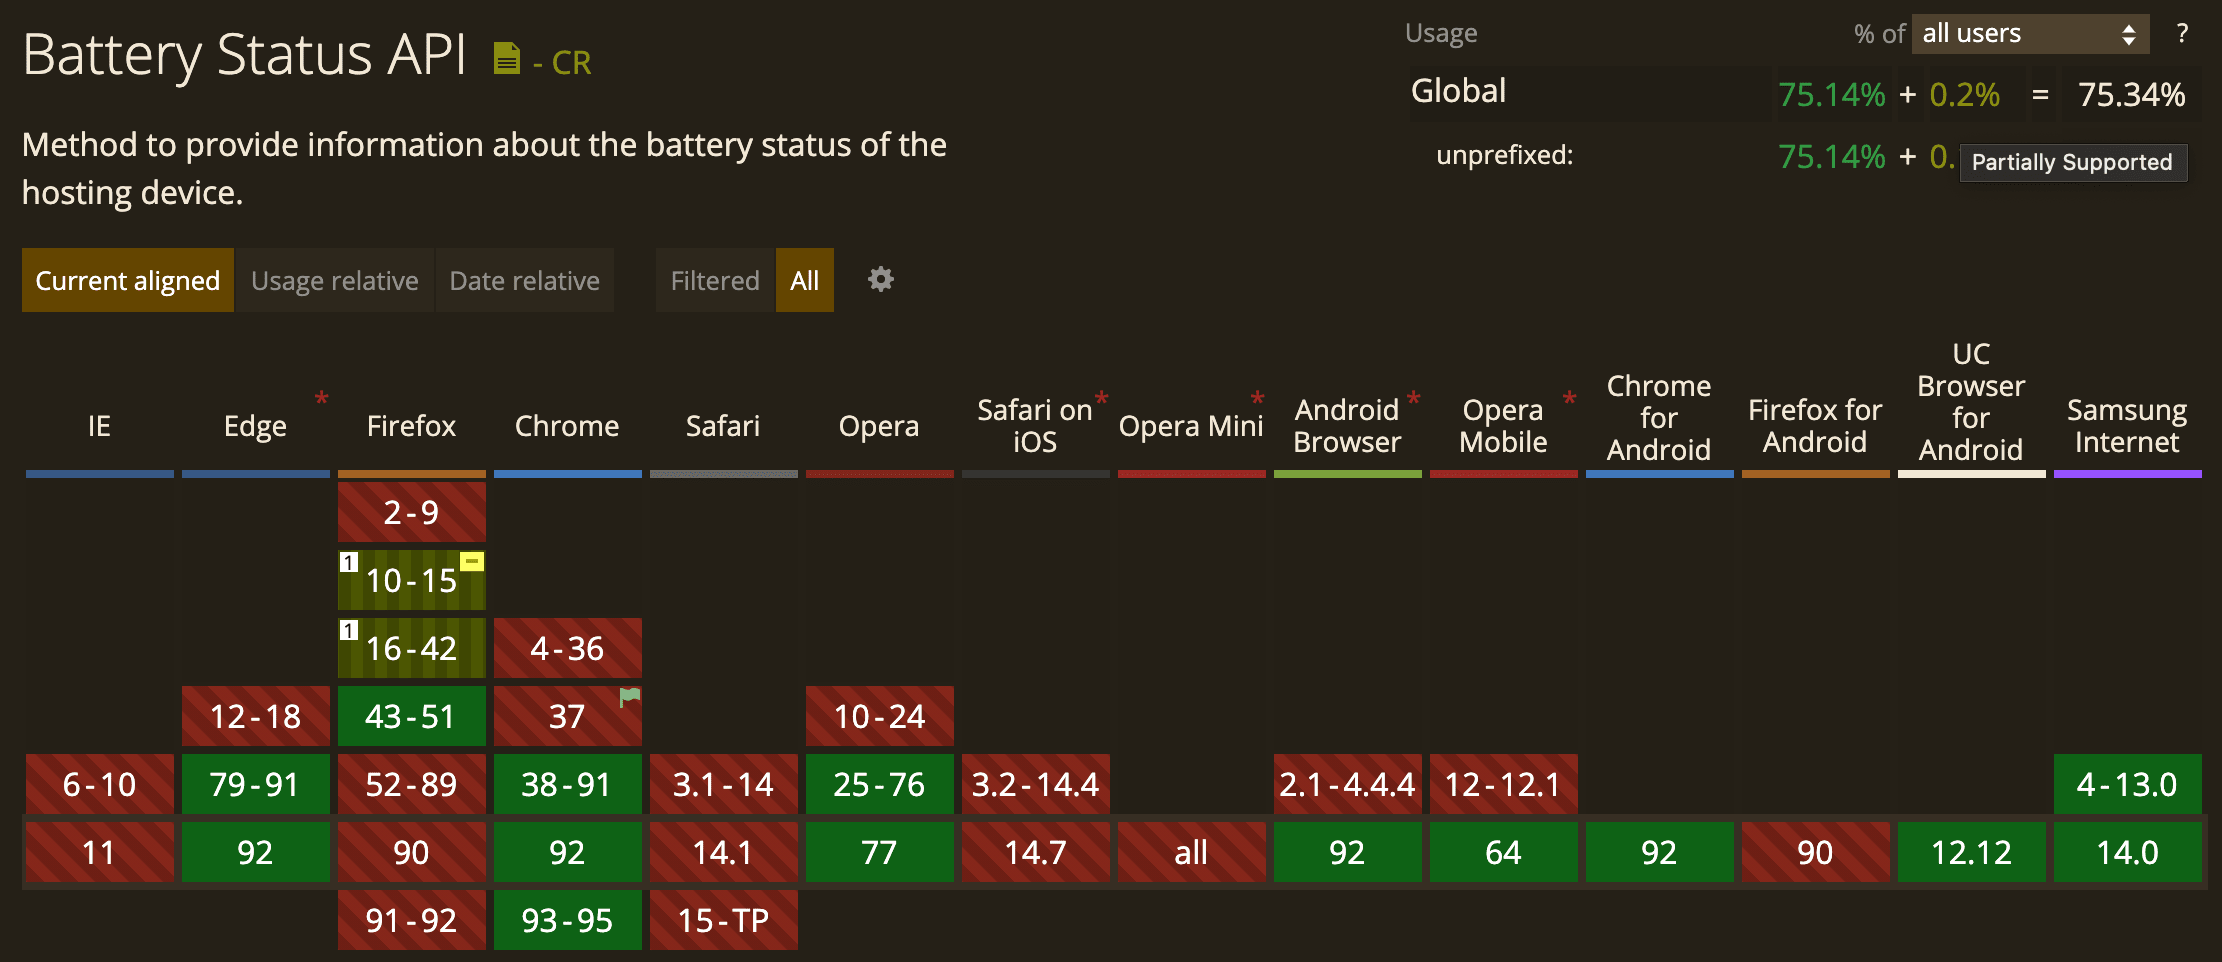 Battery Status API - CR
Usage % of all users ?
Global 75.14% + 0.2% = 75.34%
unprefixed: 75.14% + 0.
Partially Supported
Method to provide information about the battery status of the
hosting device.
Current aligned Usage relative Date relative Filtered All
IE
Edge *
Firefox
Chrome
Safari
Opera
Safari on *
iOS
Opera Mini *
Android *
Browser
Opera *
Mobile
Chrome
for
Android
Firefox for
Android
UC
Browser
for
Android
Samsung
Internet
2-9
1 10-15 -
1 16-42 4-36
12-18 43-51 37 10-24
6-10 79-91 52-89 38-91 3.1-14 25-76 3.2-14.4 2.1-4.4.4 12-12.1 4-13.0
11 92 90 92 14.1 77 14.7 all 92 64 92 90 12.12 14.0
91-92 93-95 15-TP